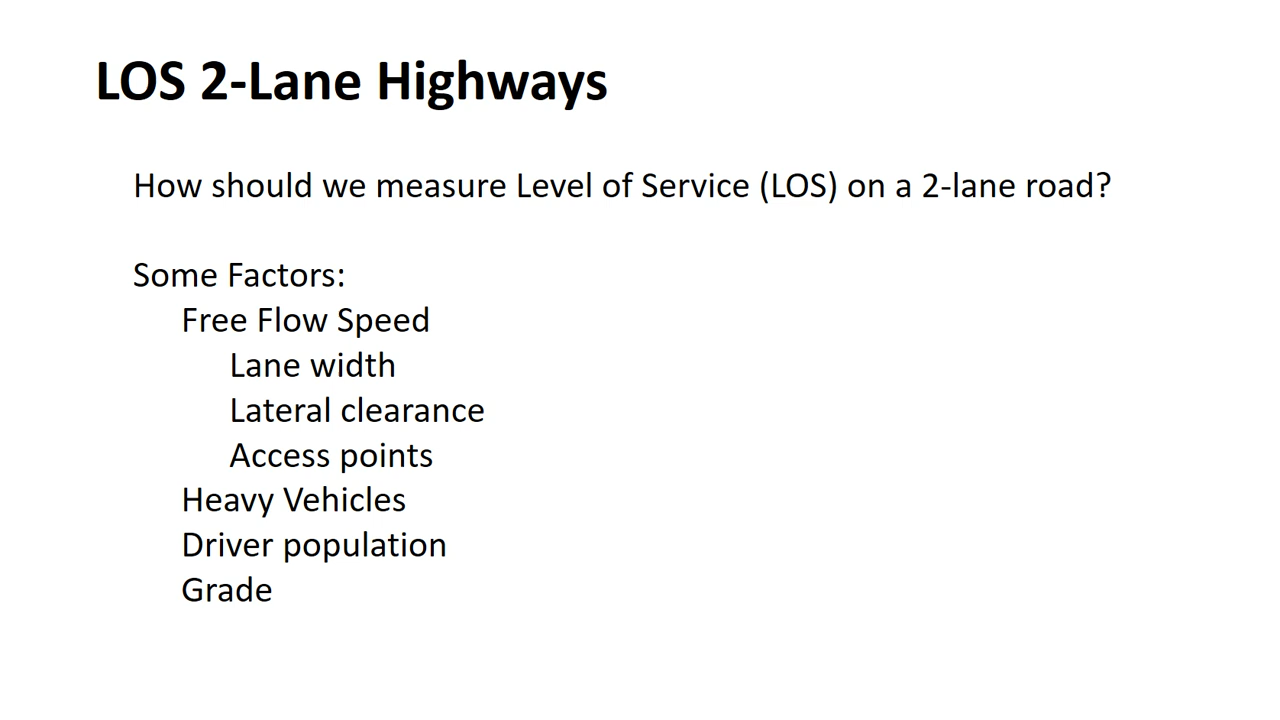 LOS 2-Lane Highways
How should we measure Level of Service (LOS) on a 2-lane road?
Some Factors:
Free Flow Speed
Lane width
Lateral clearance
Access points
Heavy Vehicles
Driver population
Grade